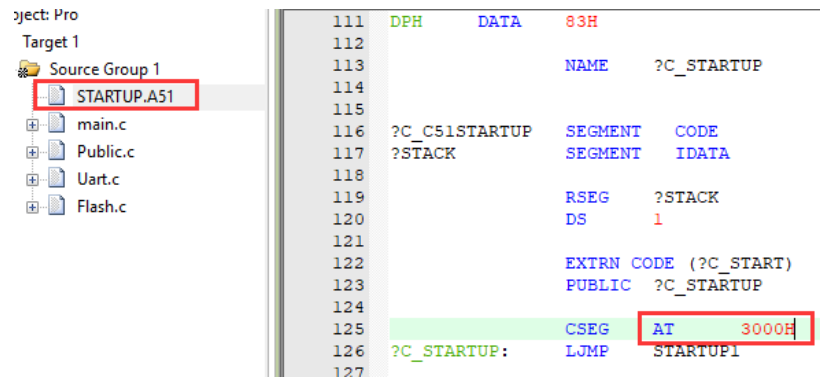 oject: Pro
Target 1
Source Group 1
STARTUP.A51
main.c
Public.c
Uart.c
Flash.c
111 DPH DATA 83H
112
113 NAME ?C_STARTUP
114
115
116 ?C_C51STARTUP SEGMENT CODE
117 ?STACK SEGMENT IDATA
118
119 RSEG ?STACK
120 DS 1
121
122 EXTRN CODE (?C_START)
123 PUBLIC ?C_STARTUP
124
125 CSEG AT 3000H
126 ?C_STARTUP: LJMP STARTUP1
127